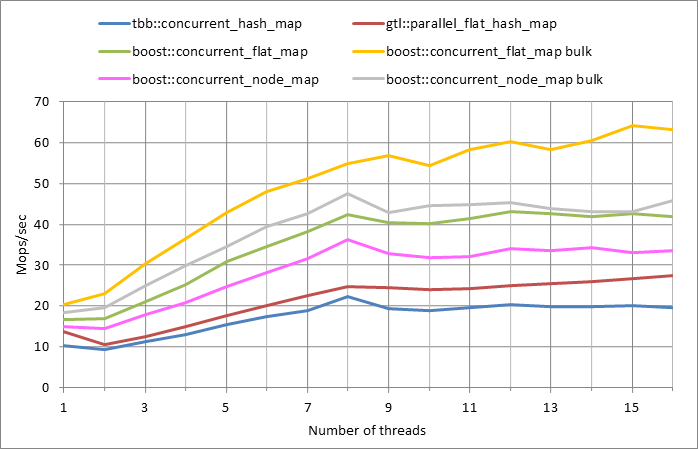 tbb::concurrent_hash_map gtl::parallel_flat_hash_map
boost::concurrent_flat_map boost::concurrent_flat_map bulk
boost::concurrent_node_map boost::concurrent_node_map bulk
70
60
50
40
30
20
10
0
Mops/sec
1 3 5 7 9 11 13 15
Number of threads